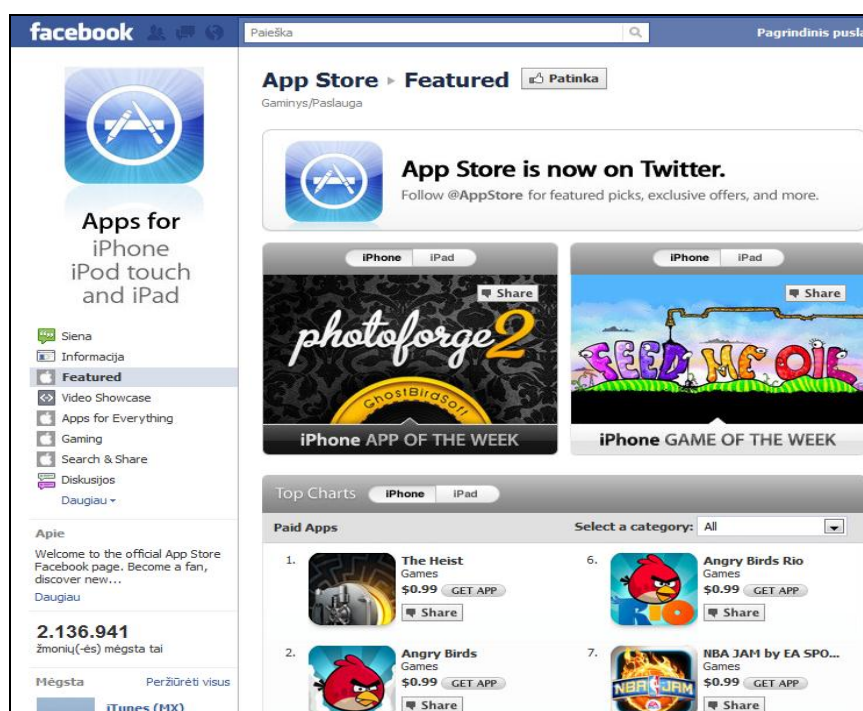 facebook
Paieška
Pagrindinis pusla
Apps for
iPhone
iPod touch
and iPad
Siena
Informacija
Featured
Video Showcase
Apps for Everything
Gaming
Search & Share
Diskusijos
Daugiau
Apie
Welcome to the official App Store
Facebook page. Become a fan,
discover new...
Daugiau
2.136.941
žmonių(-ės) mėgsta tai
Mėgsta Peržiūrėti visus
iTunes (MX)
App Store Featured Patinka
Gaminys/Paslauga
App Store is now on Twitter.
Follow @AppStore for featured picks, exclusive offers, and more.
iPhone iPad
Share
photoforge2
GhostBirdSoft
iPhone APP OF THE WEEK
iPhone iPad
Share
FEED ME OIL
iPhone GAME OF THE WEEK
Top Charts iPhone iPad
Paid Apps Select a category: All
1. The Heist
Games
$0.99 GET APP
Share
2. Angry Birds
Games
$0.99 GET APP
Share
6. Angry Birds Rio
Games
$0.99 GET APP
Share
RIO
7. NBA JAM by EA SPO...
Games
$0.99 GET APP
Share
NBA JAM